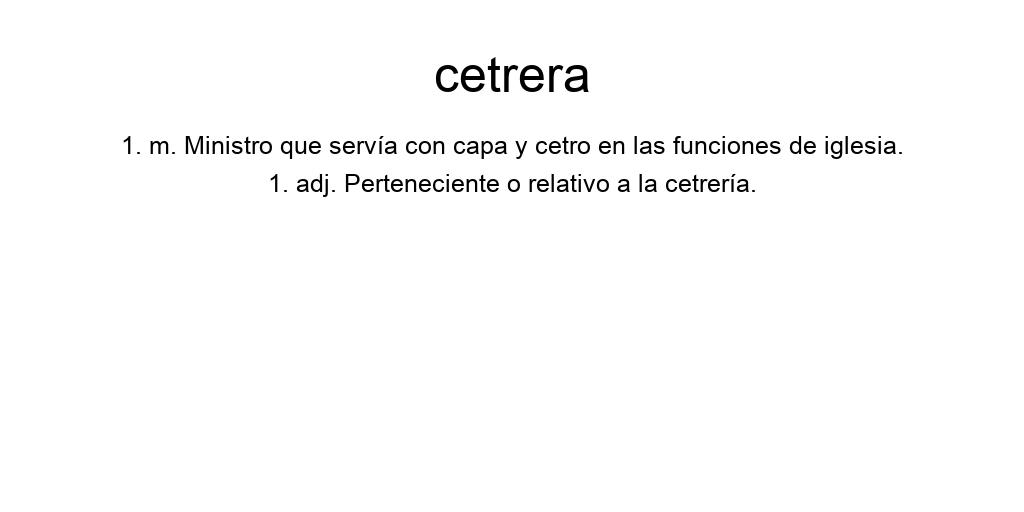 cetrera
1. m. Ministro que servía con capa y cetro en las funciones de iglesia.
1. adj. Perteneciente o relativo a la cetrería.